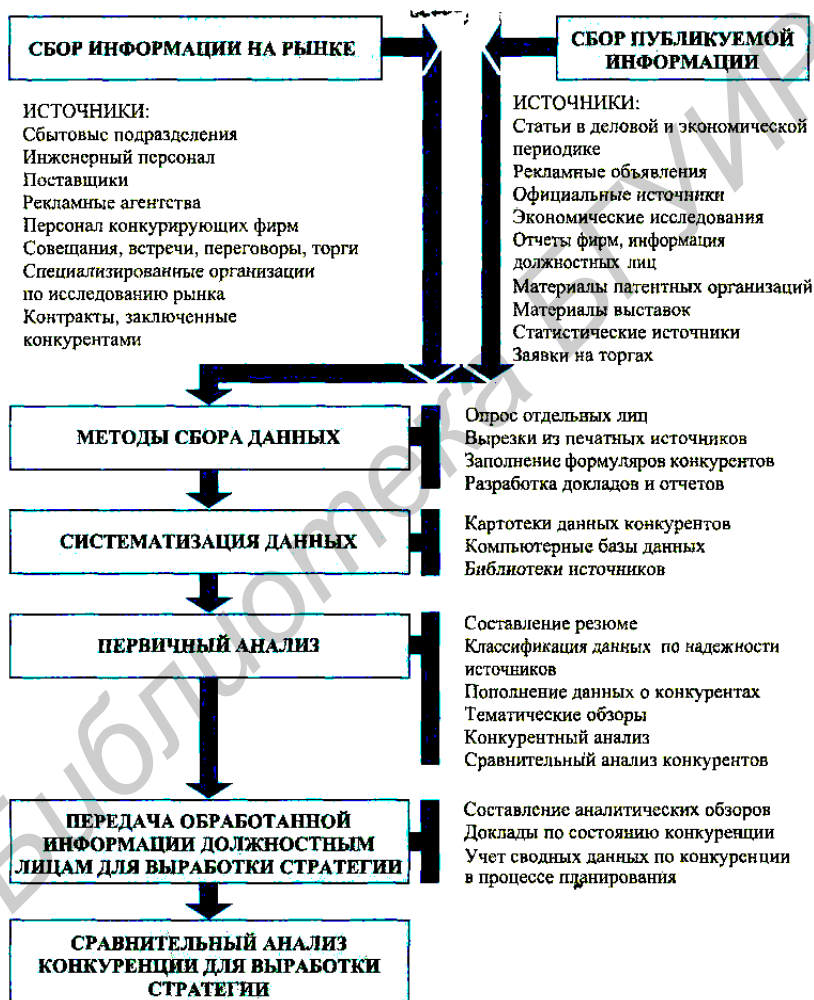 СБОР ИНФОРМАЦИИ НА РЫНКЕ
СБОР ПУБЛИКУЕМОЙ
ИНФОРМАЦИИ
ИСТОЧНИКИ:
Сбытовые подразделения
Инженерный персонал
Поставщики
Рекламные агентства
Персонал конкурирующих фирм
Совещания, встречи, переговоры, торги
Специализированные организации
по исследованию рынка
Контракты, заключенные
конкурентами
ИСТОЧНИКИ:
Статьи в деловой и экономической
периодике
Рекламные объявления
Официальные источники
Экономические исследования
Отчеты фирм, информация
должностных лиц
Материалы патентных организаций
Материалы выставок
Статистические источники
Заявки на торгах
МЕТОДЫ СБОРА ДАННЫХ
Опрос отдельных лиц
Вырезки из печатных источников
Заполнение формуляров конкурентов
Разработка докладов и отчетов
СИСТЕМАТИЗАЦИЯ ДАННЫХ
Картотеки данных конкурентов
Компьютерные базы данных
Библиотеки источников
ПЕРВИЧНЫЙ АНАЛИЗ
Составление резюме
Классификация данных по надежности
источников
Пополнение данных о конкурентах
Тематические обзоры
Конкурентный анализ
Сравнительный анализ конкурентов
ПЕРЕДАЧА ОБРАБОТАННОЙ
ИНФОРМАЦИИ ДОЛЖНОСТНЫМ
ЛИЦАМ ДЛЯ ВЫРАБОТКИ СТРАТЕГИИ
Составление аналитических обзоров
Доклады по состоянию конкуренции
Учет сводных данных по конкуренции
в процессе планирования
СРАВНИТЕЛЬНЫЙ АНАЛИЗ
КОНКУРЕНЦИИ ДЛЯ ВЫРАБОТКИ
СТРАТЕГИИ
Библиотека БГУИР